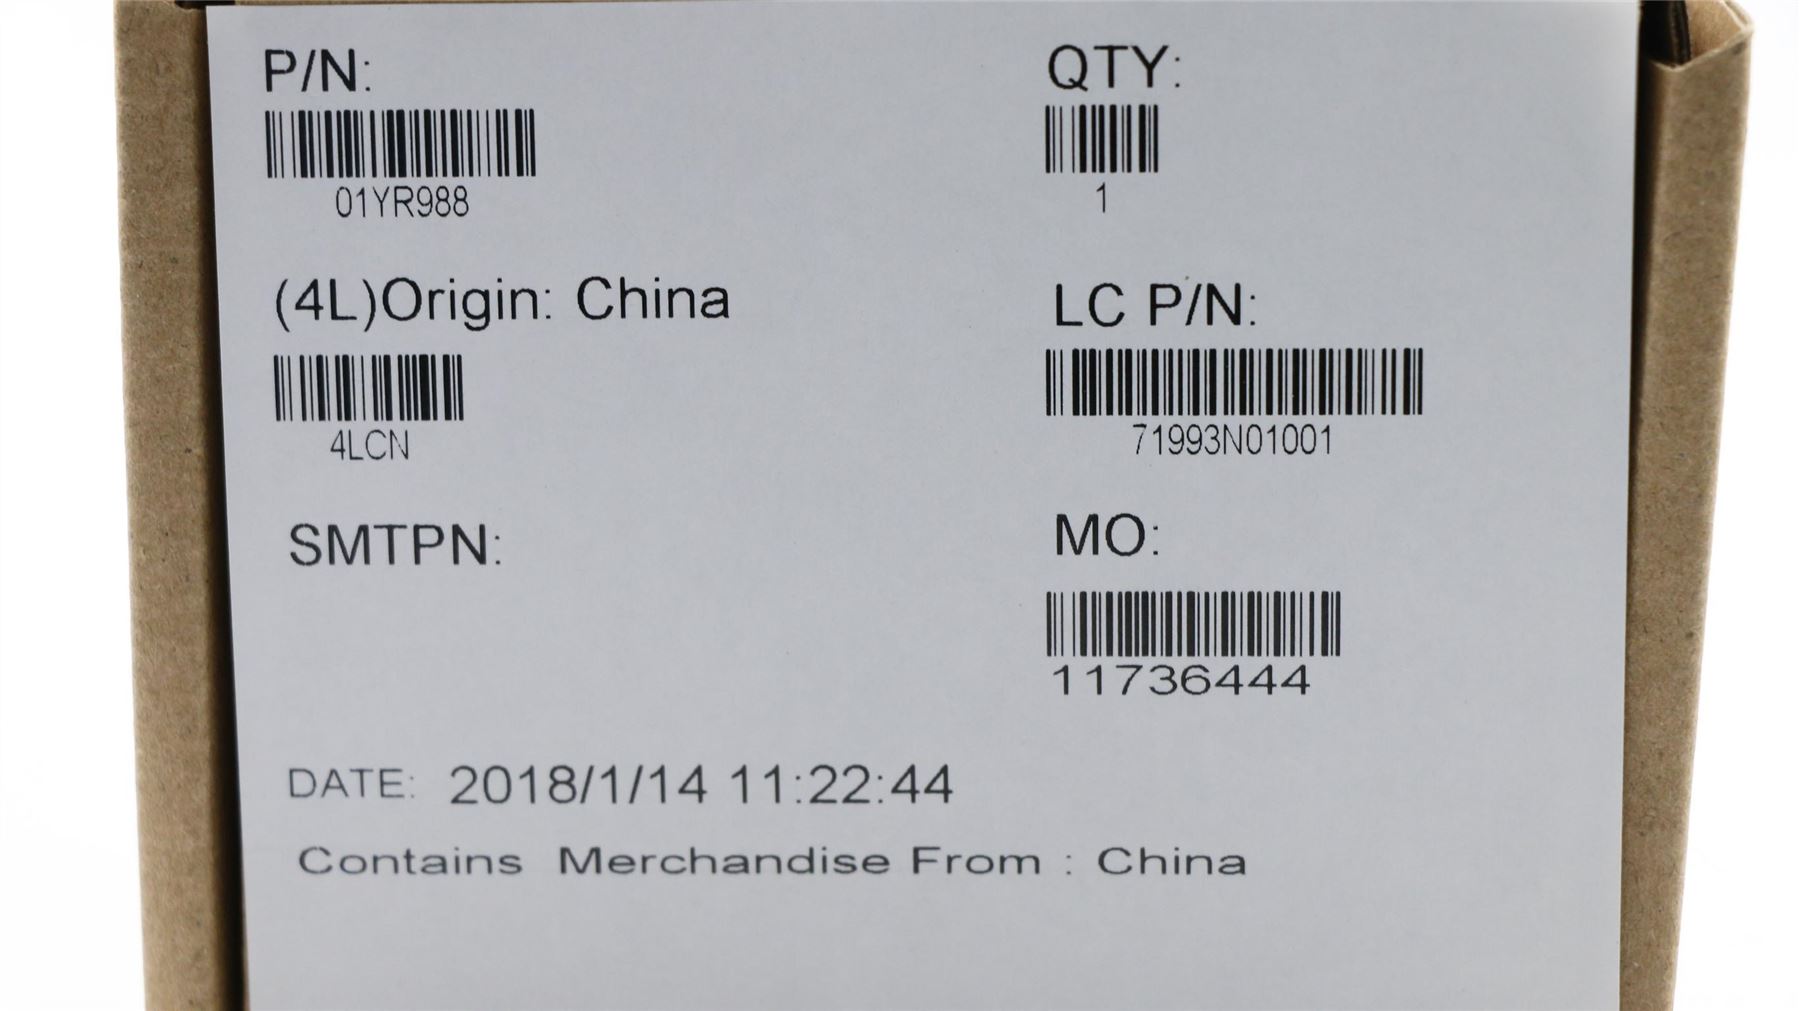 P/N:
01YR988
QTY:
1
(4L)Origin: China
4LCN
LC P/N:
71993N01001
SMTPN:
MO:
11736444
DATE: 2018/1/14 11:22:44
Contains Merchandise From : China